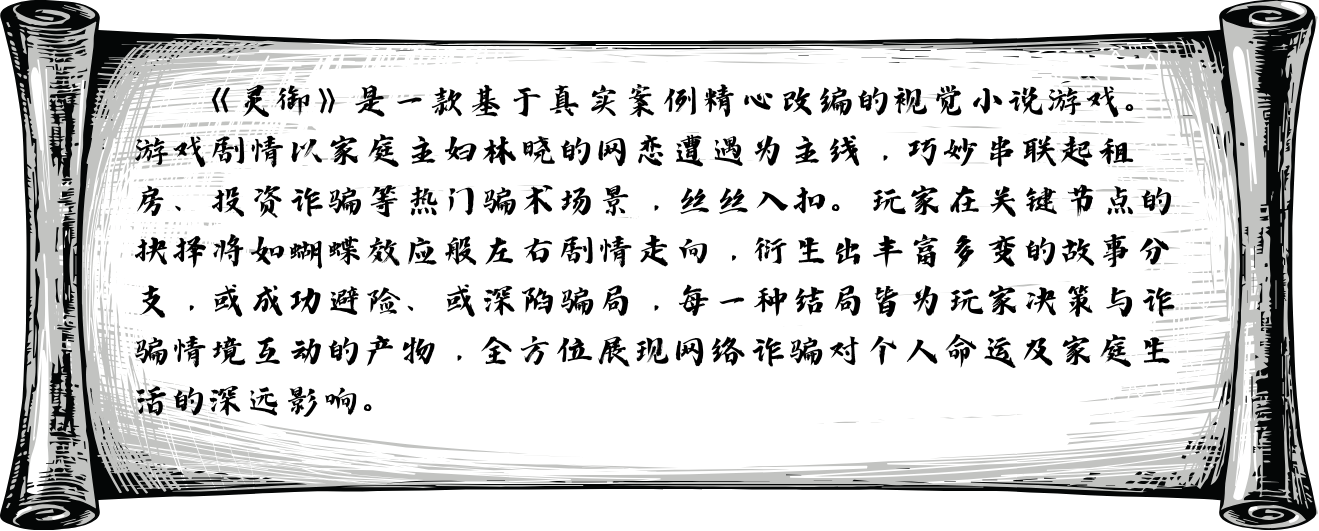 《灵御》是一款基于真实案例精心改编的视觉小说游戏。
游戏剧情以家庭主妇林晓的网恋遭遇为主线，巧妙串联起租
房、投资诈骗等热门骗术场景，丝丝入扣。玩家在关键节点的
抉择将如蝴蝶效应般左右剧情走向，衍生出丰富多变的故事分
支，或成功避险、或深陷骗局，每一种结局皆为玩家决策与诈
骗情境互动的产物，全方位展现网络诈骗对个人命运及家庭生
活的深远影响。